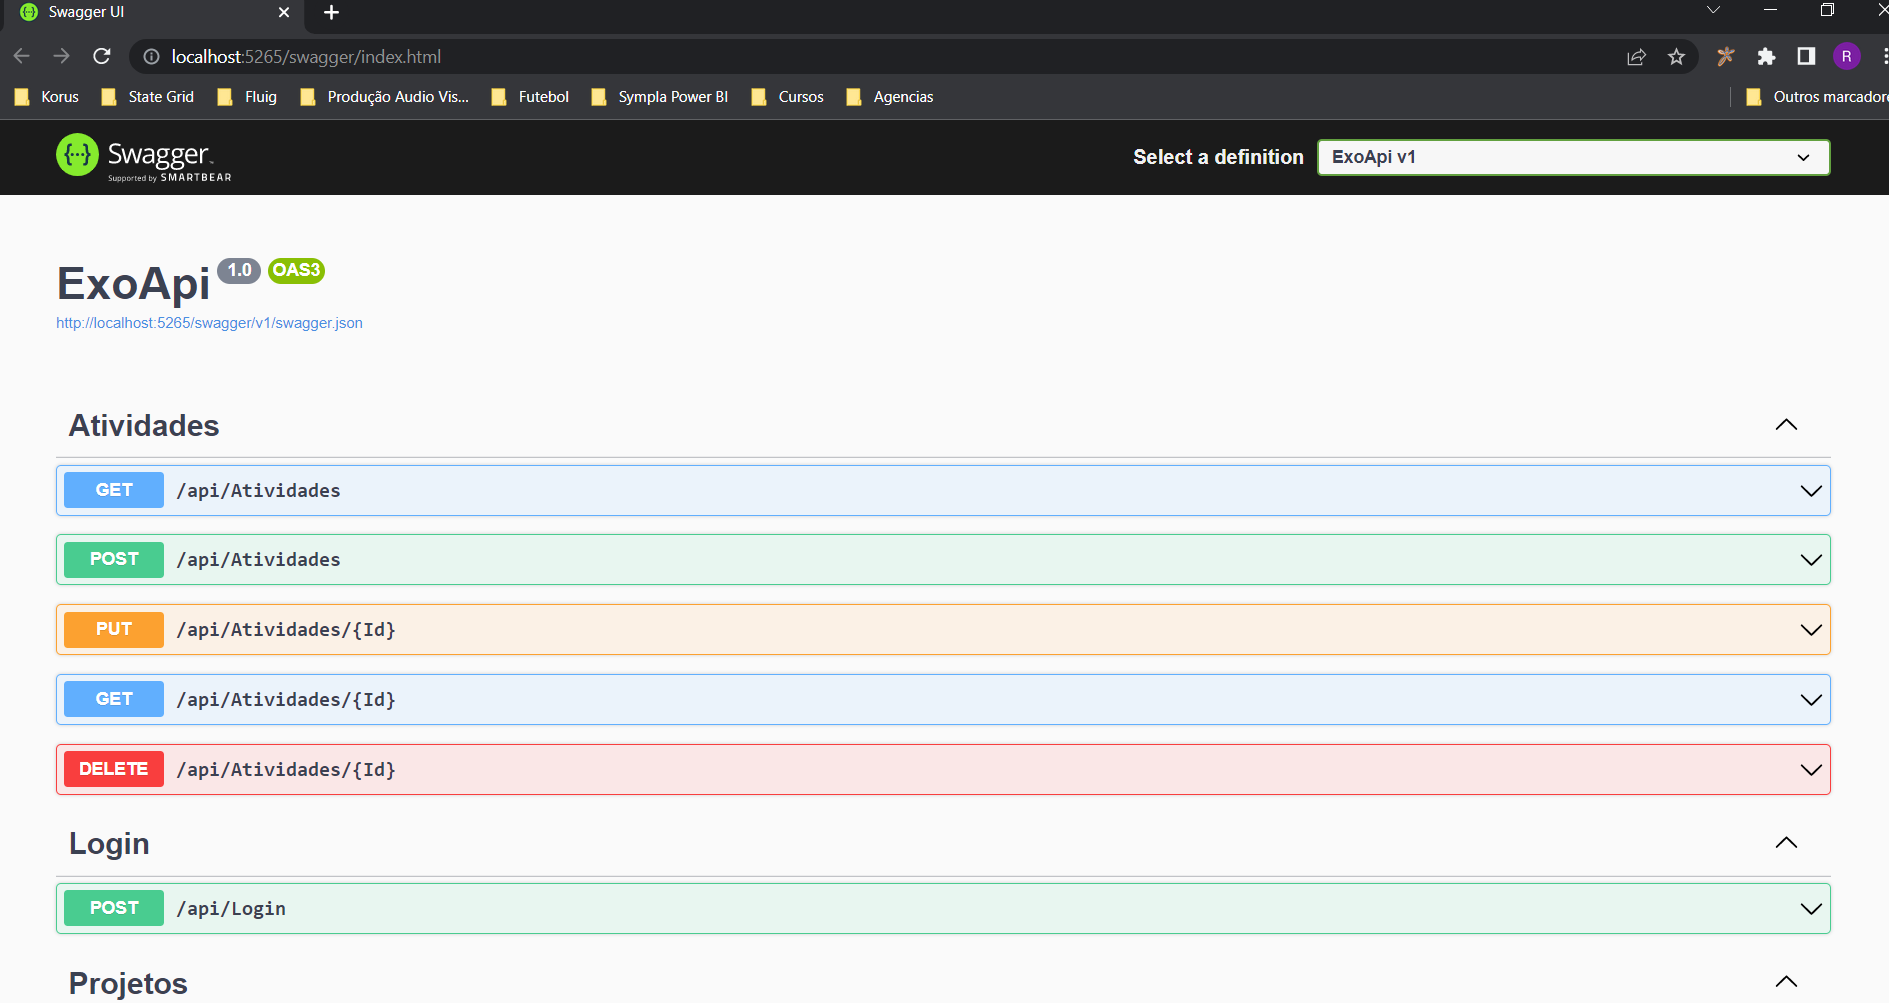 Swagger UI
localhost:5265/swagger/index.html
R
Korus State Grid Fluig Produção Audio Vis... Futebol Sympla Power BI Cursos Agencias Outros marcadore
{...} Swagger™
Supported by SMARTBEAR
Select a definition ExoApi v1
ExoApi 1.0 OAS3
http://localhost:5265/swagger/v1/swagger.json
Atividades
GET /api/Atividades
POST /api/Atividades
PUT /api/Atividades/{Id}
GET /api/Atividades/{Id}
DELETE /api/Atividades/{Id}
Login
POST /api/Login
Projetos